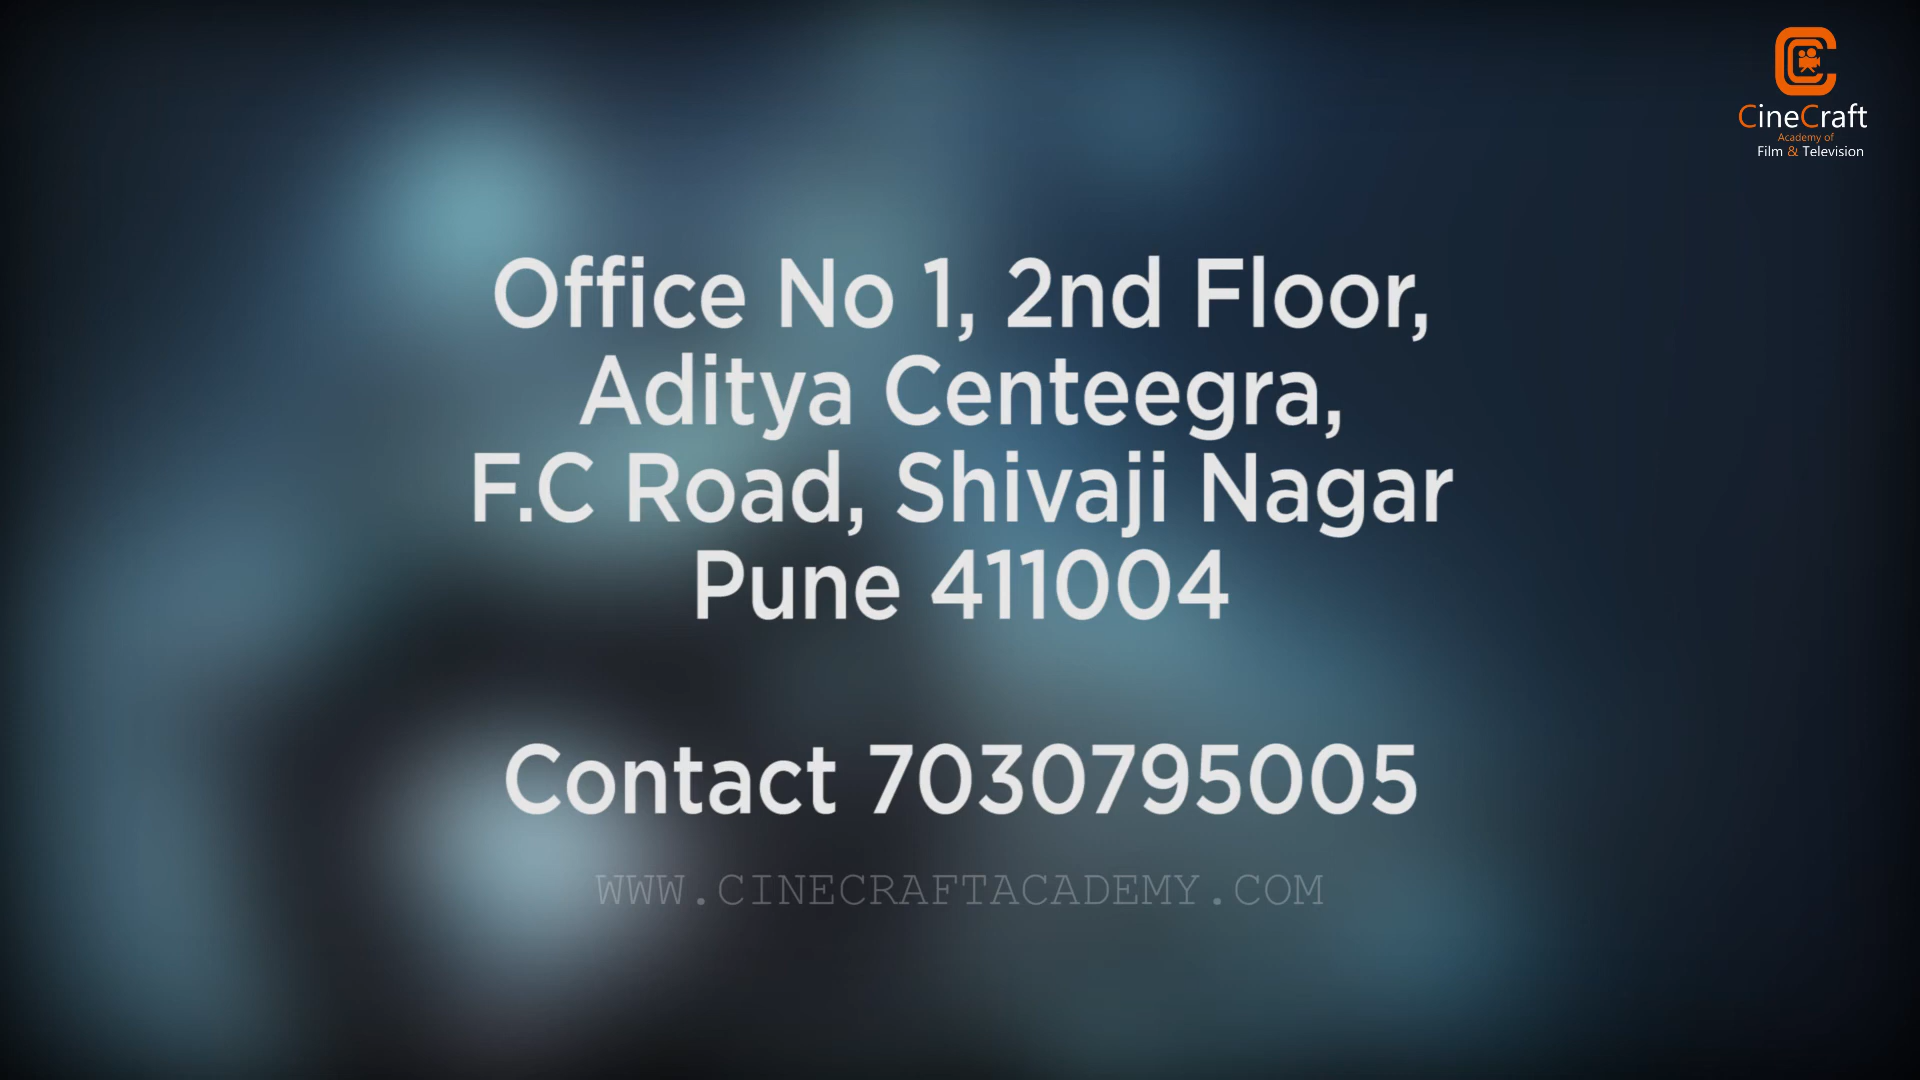 CineCraft
Academy of
Film & Television
Office No 1, 2nd Floor,
Aditya Centeegra,
F.C Road, Shivaji Nagar
Pune 411004
Contact 7030795005
WWW.CINECRAFTACADEMY.COM